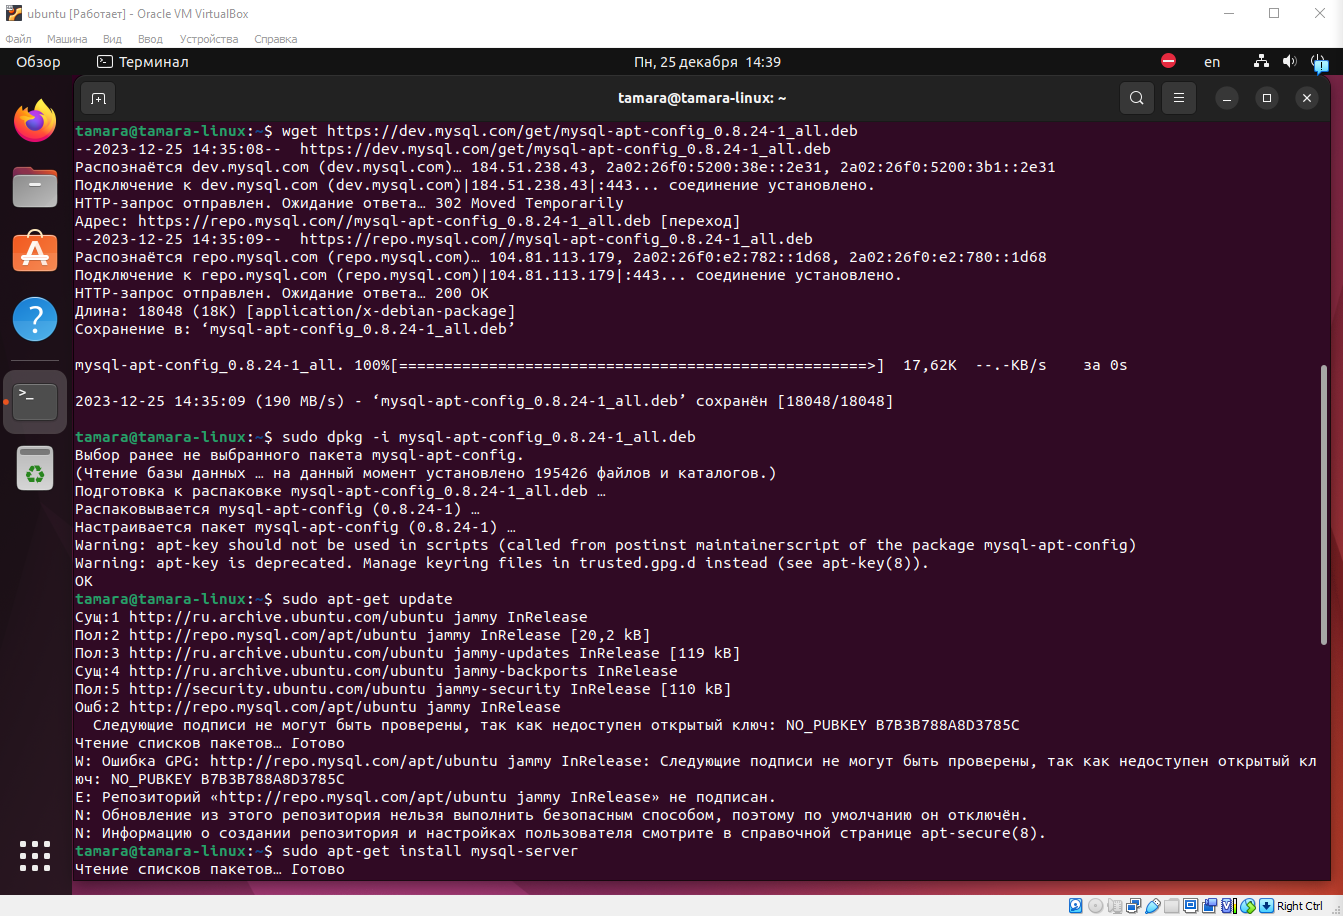 ubuntu [Работает] - Oracle VM VirtualBox
Файл Машина Вид Ввод Устройства Справка
Обзор Терминал Пн, 25 декабря 14:39 en
tamara@tamara-linux: ~
tamara@tamara-linux:~$ wget https://dev.mysql.com/get/mysql-apt-config_0.8.24-1_all.deb
--2023-12-25 14:35:08-- https://dev.mysql.com/get/mysql-apt-config_0.8.24-1_all.deb
Распознаётся dev.mysql.com (dev.mysql.com)… 184.51.238.43, 2a02:26f0:5200:38e::2e31, 2a02:26f0:5200:3b1::2e31
Подключение к dev.mysql.com (dev.mysql.com)|184.51.238.43|:443... соединение установлено.
HTTP-запрос отправлен. Ожидание ответа… 302 Moved Temporarily
Адрес: https://repo.mysql.com//mysql-apt-config_0.8.24-1_all.deb [переход]
--2023-12-25 14:35:09-- https://repo.mysql.com//mysql-apt-config_0.8.24-1_all.deb
Распознаётся repo.mysql.com (repo.mysql.com)… 104.81.113.179, 2a02:26f0:e2:782::1d68, 2a02:26f0:e2:780::1d68
Подключение к repo.mysql.com (repo.mysql.com)|104.81.113.179|:443... соединение установлено.
HTTP-запрос отправлен. Ожидание ответа… 200 OK
Длина: 18048 (18K) [application/x-debian-package]
Сохранение в: ‘mysql-apt-config_0.8.24-1_all.deb’
mysql-apt-config_0.8.24-1_all. 100%[====================================================>] 17,62K --.-KB/s за 0s
2023-12-25 14:35:09 (190 MB/s) - ‘mysql-apt-config_0.8.24-1_all.deb’ сохранён [18048/18048]
tamara@tamara-linux:~$ sudo dpkg -i mysql-apt-config_0.8.24-1_all.deb
Выбор ранее не выбранного пакета mysql-apt-config.
(Чтение базы данных … на данный момент установлено 195426 файлов и каталогов.)
Подготовка к распаковке mysql-apt-config_0.8.24-1_all.deb …
Распаковывается mysql-apt-config (0.8.24-1) …
Настраивается пакет mysql-apt-config (0.8.24-1) …
Warning: apt-key should not be used in scripts (called from postinst maintainerscript of the package mysql-apt-config)
Warning: apt-key is deprecated. Manage keyring files in trusted.gpg.d instead (see apt-key(8)).
OK
tamara@tamara-linux:~$ sudo apt-get update
Сущ:1 http://ru.archive.ubuntu.com/ubuntu jammy InRelease
Пол:2 http://repo.mysql.com/apt/ubuntu jammy InRelease [20,2 kB]
Пол:3 http://ru.archive.ubuntu.com/ubuntu jammy-updates InRelease [119 kB]
Сущ:4 http://ru.archive.ubuntu.com/ubuntu jammy-backports InRelease
Пол:5 http://security.ubuntu.com/ubuntu jammy-security InRelease [110 kB]
Ошб:2 http://repo.mysql.com/apt/ubuntu jammy InRelease
Следующие подписи не могут быть проверены, так как недоступен открытый ключ: NO_PUBKEY B7B3B788A8D3785C
Чтение списков пакетов… Готово
W: Ошибка GPG: http://repo.mysql.com/apt/ubuntu jammy InRelease: Следующие подписи не могут быть проверены, так как недоступен открытый кл
юч: NO_PUBKEY B7B3B788A8D3785C
E: Репозиторий «http://repo.mysql.com/apt/ubuntu jammy InRelease» не подписан.
N: Обновление из этого репозитория нельзя выполнить безопасным способом, поэтому по умолчанию он отключён.
N: Информацию о создании репозитория и настройках пользователя смотрите в справочной странице apt-secure(8).
tamara@tamara-linux:~$ sudo apt-get install mysql-server
Чтение списков пакетов… Готово
Right Ctrl